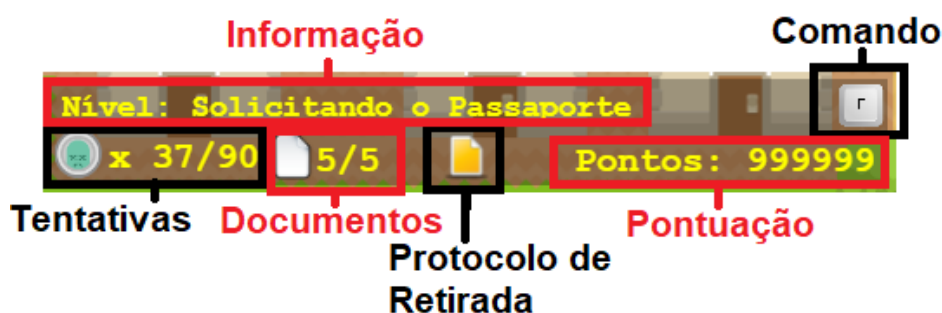 Informação
Comando
Nível: Solicitando o Passaporte
r
x 37/90
5/5
Pontos: 999999
Tentativas
Documentos
Protocolo de
Retirada
Pontuação